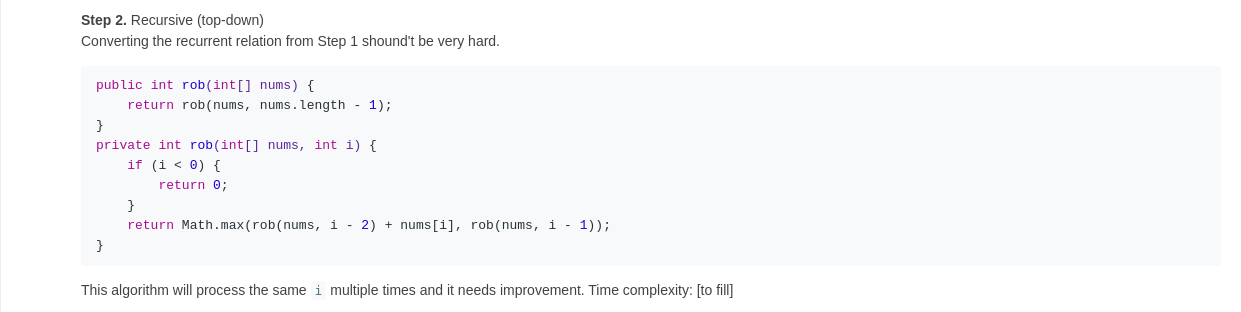 Step 2. Recursive (top-down)
Converting the recurrent relation from Step 1 shound't be very hard.
public int rob(int[] nums) {
    return rob(nums, nums.length - 1);
}
private int rob(int[] nums, int i) {
    if (i < 0) {
        return 0;
    }
    return Math.max(rob(nums, i - 2) + nums[i], rob(nums, i - 1));
}
This algorithm will process the same i multiple times and it needs improvement. Time complexity: [to fill]